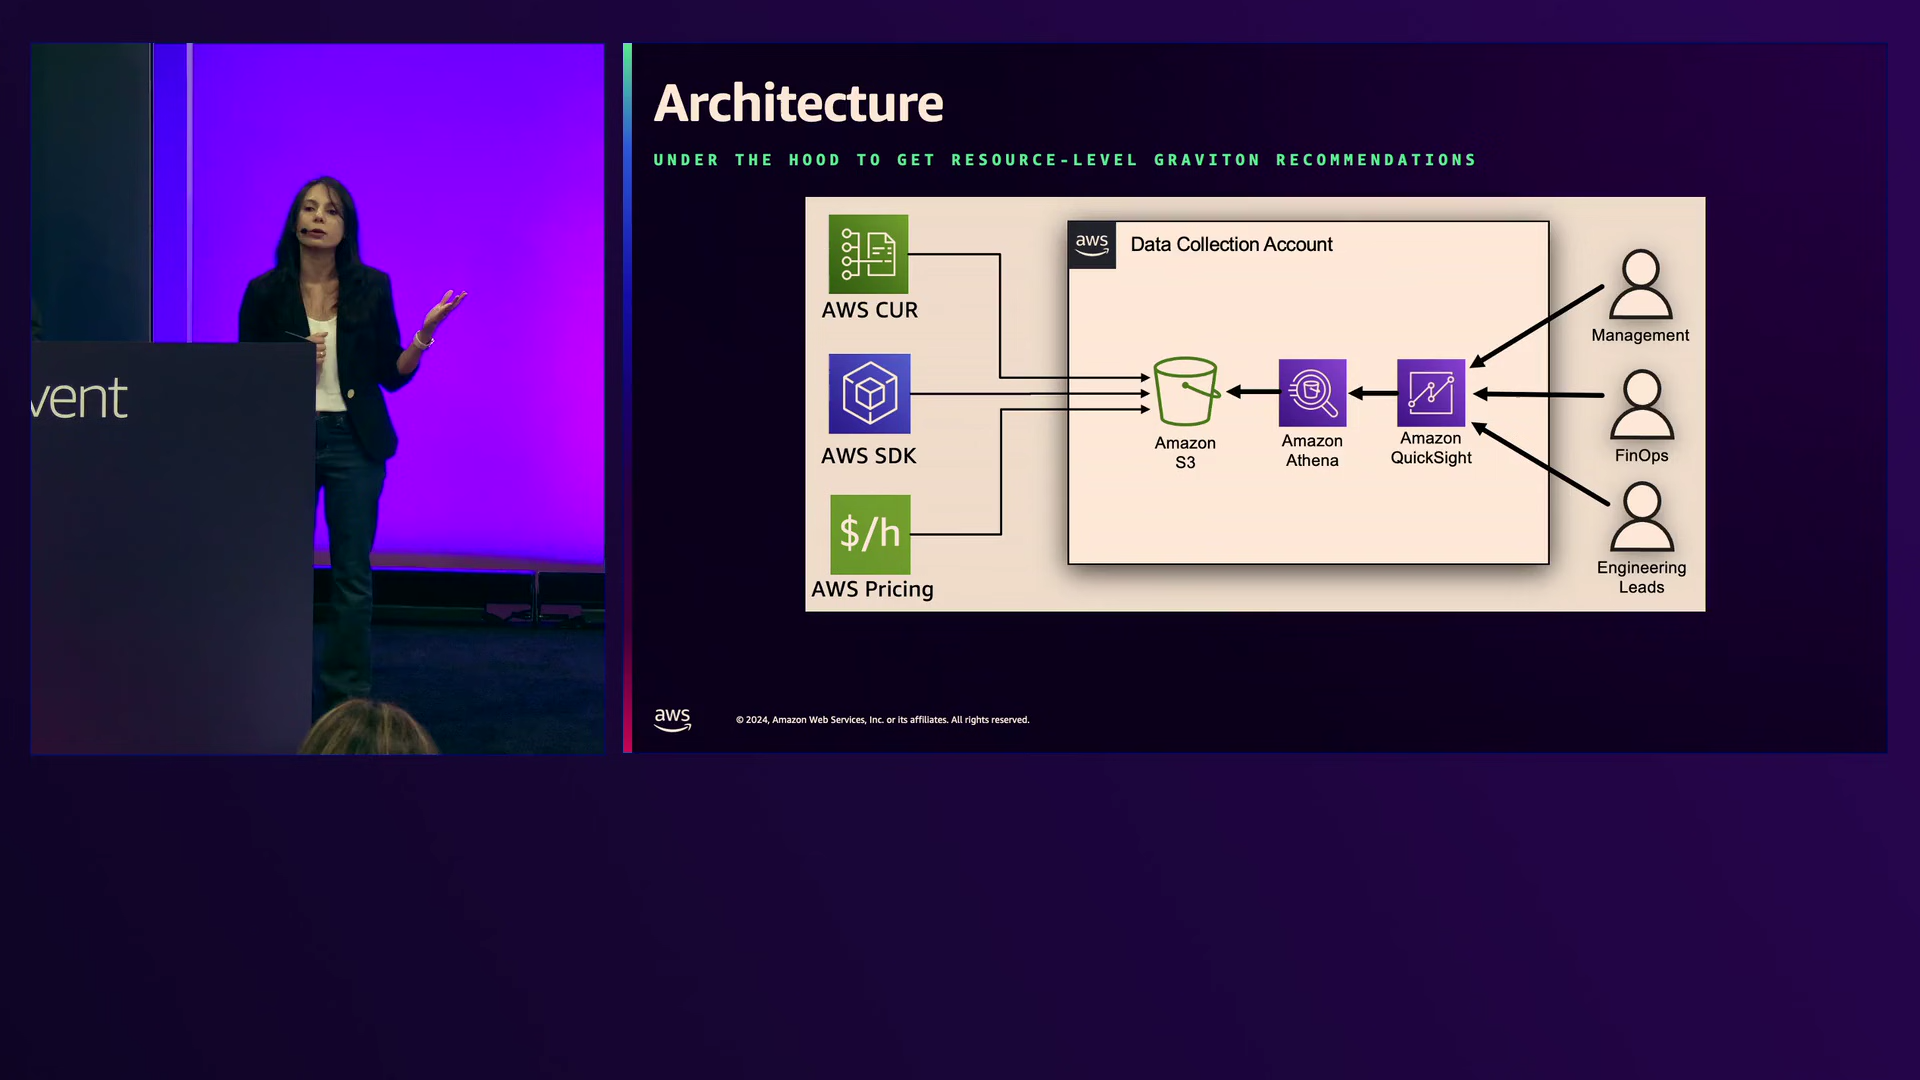 vent
Architecture
UNDER THE HOOD TO GET RESOURCE-LEVEL GRAVITON RECOMMENDATIONS
AWS CUR
AWS SDK
$/h
AWS Pricing
aws
Data Collection Account
Amazon
S3
Amazon
Athena
Amazon
QuickSight
Management
FinOps
Engineering
Leads
aws
© 2024, Amazon Web Services, Inc. or its affiliates. All rights reserved.